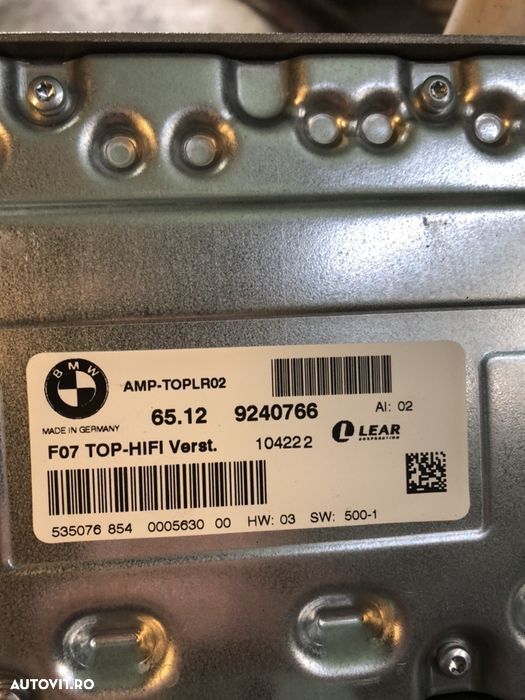 BMW
AMP-TOPLR02
65.12 9240766 AI: 02
MADE IN GERMANY
F07 TOP-HIFI Verst. 104222 LEAR
CORPORATION
535076 854 0005630 00 HW: 03 SW: 500-1
AUTOVIT.RO